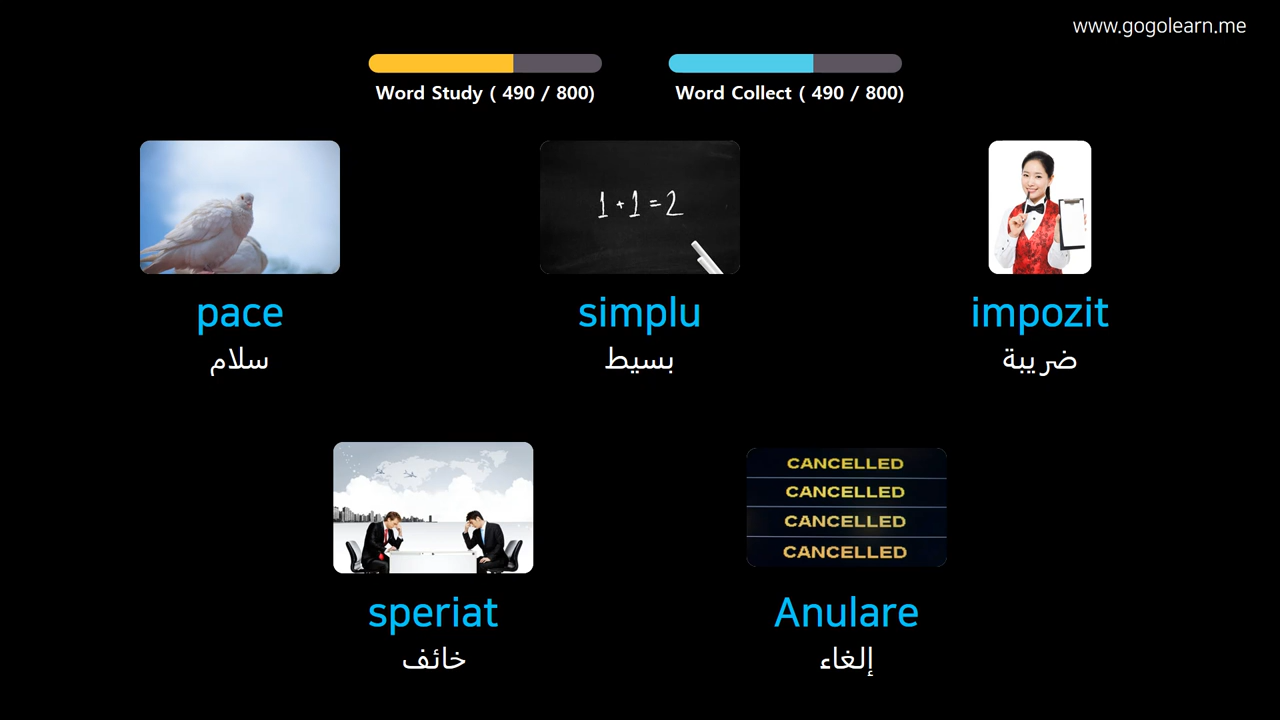 www.gogolearn.me
Word Study ( 490 / 800)
Word Collect ( 490 / 800)
1 + 1 = 2
pace
simplu
impozit
سلام
بسيط
ضريبة
CANCELLED
CANCELLED
CANCELLED
CANCELLED
speriat
Anulare
خائف
إلغاء